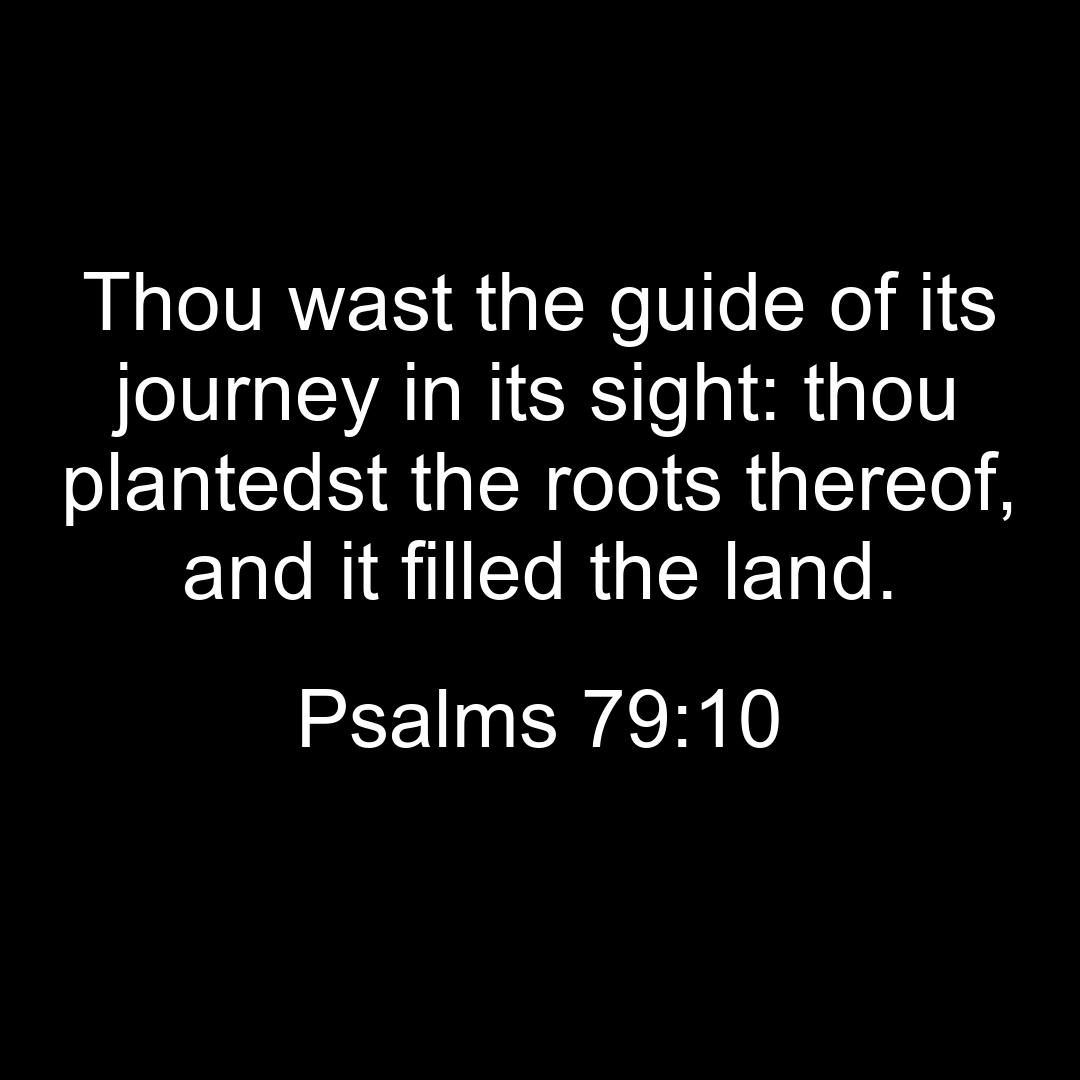 Thou wast the guide of its
journey in its sight: thou
plantedst the roots thereof,
and it filled the land.
Psalms 79:10